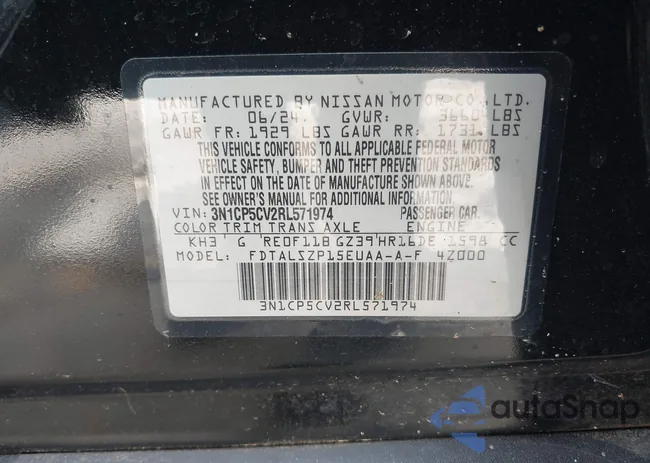 MANUFACTURED BY NISSAN MOTOR CO., LTD.
DATE: 06/24 GVWR: 3660 LBS
GAWR FR: 1929 LBS GAWR RR: 1731 LBS
THIS VEHICLE CONFORMS TO ALL APPLICABLE FEDERAL MOTOR
VEHICLE SAFETY, BUMPER AND THEFT PREVENTION STANDARDS
IN EFFECT ON THE DATE OF MANUFACTURE SHOWN ABOVE.
SEE OWNER'S MANUAL FOR ADDITIONAL INFORMATION.
VIN: 3N1CP5CV2RL571974 PASSENGER CAR.
COLOR TRIM TRANS AXLE ENGINE
KH3 G RE0F11B GZ39 HR16DE 1598 CC
MODEL: FDTALSZP15EUAA-A-F 4Z000
3N1CP5CV2RL571974
autoSnap